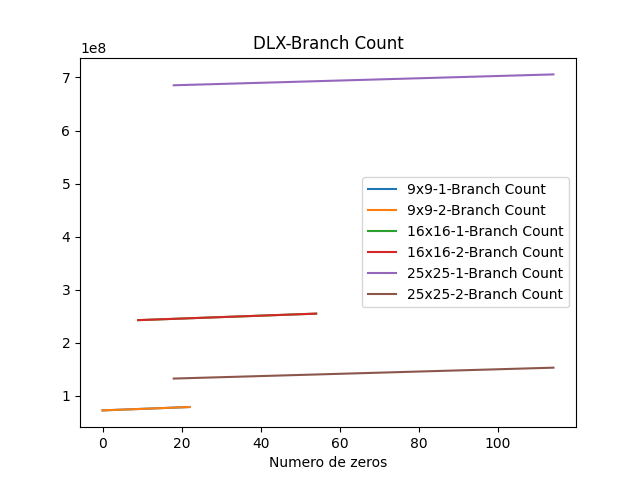 DLX-Branch Count
1e8
7
6
5
4
3
2
1
9x9-1-Branch Count
9x9-2-Branch Count
16x16-1-Branch Count
16x16-2-Branch Count
25x25-1-Branch Count
25x25-2-Branch Count
0 20 40 60 80 100
Numero de zeros